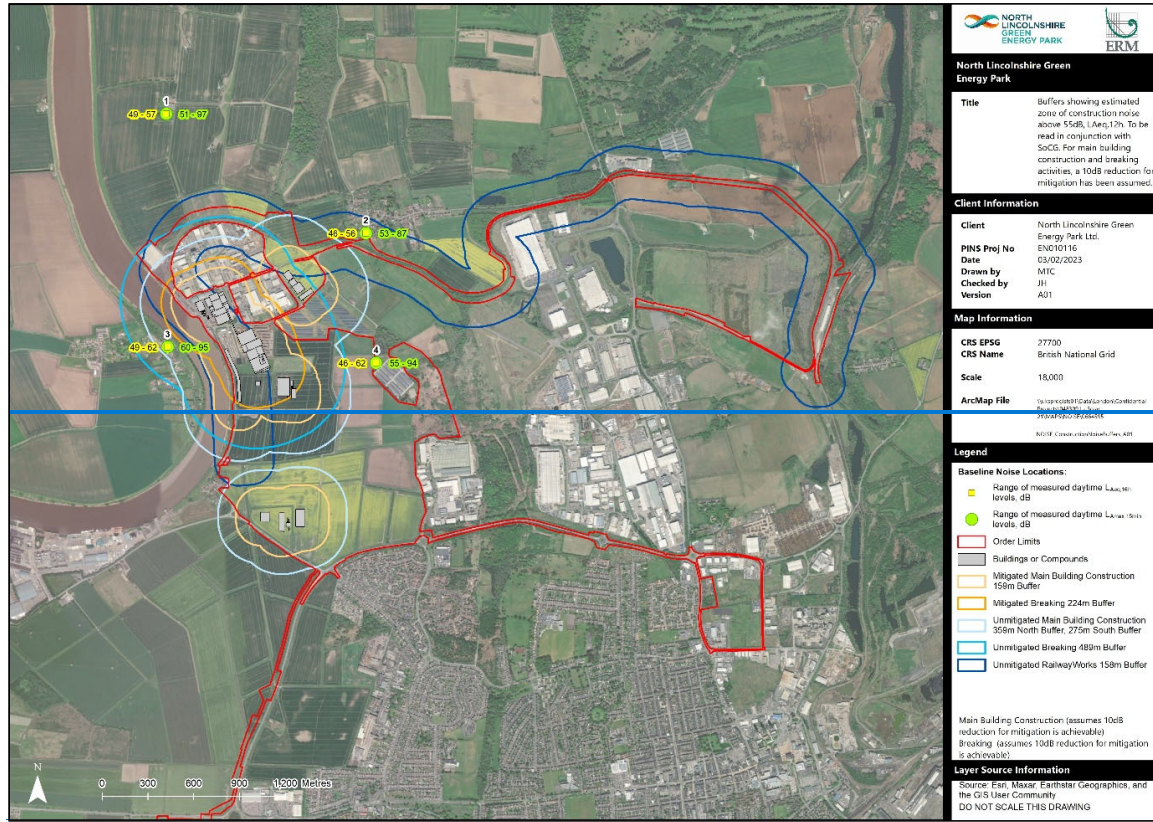 1
49 - 57
51 - 97
2
46 - 56
53 - 87
3
49 - 62
60 - 95
4
46 - 62
55 - 94
N
0 300 600 900 1,200 Metres
NORTH
LINCOLNSHIRE
GREEN
ENERGY PARK
ERM
North Lincolnshire Green
Energy Park
Title
Buffers showing estimated
zone of construction noise
above 55dB, LAeq,12h. To be
read in conjunction with
SoCG. For main building
construction and breaking
activities, a 10dB reduction for
mitigation has been assumed.
Client Information
Client North Lincolnshire Green
Energy Park Ltd.
PINS Proj No EN010116
Date 03/02/2023
Drawn by MTC
Checked by JH
Version A01
Map Information
CRS EPSG 27700
CRS Name British National Grid
Scale 18,000
ArcMap File
Legend
Baseline Noise Locations:
Range of measured daytime LAeq,16h
levels, dB
Range of measured daytime LAmax 15min
levels, dB
Order Limits
Buildings or Compounds
Mitigated Main Building Construction
159m Buffer
Mitigated Breaking 224m Buffer
Unmitigated Main Building Construction
359m North Buffer, 275m South Buffer
Unmitigated Breaking 489m Buffer
Unmitigated RailwayWorks 158m Buffer
Main Building Construction (assumes 10dB
reduction for mitigation is achievable)
Breaking (assumes 10dB reduction for mitigation
is achievable)
Layer Source Information
Source: Esri, Maxar, Earthstar Geographics, and
the GIS User Community
DO NOT SCALE THIS DRAWING